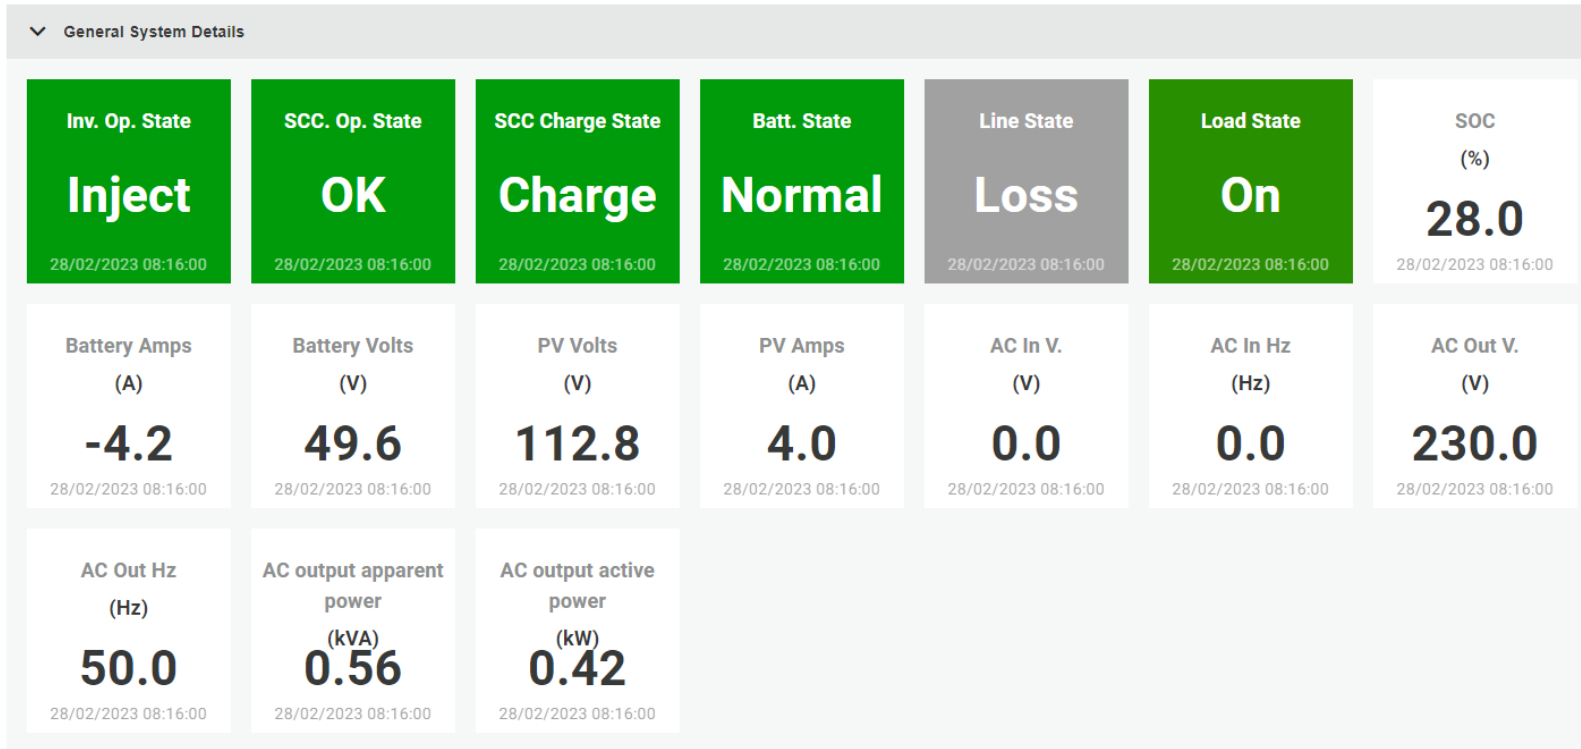 General System Details
Inv. Op. State
Inject
28/02/2023 08:16:00
SCC. Op. State
OK
28/02/2023 08:16:00
SCC Charge State
Charge
28/02/2023 08:16:00
Batt. State
Normal
28/02/2023 08:16:00
Line State
Loss
28/02/2023 08:16:00
Load State
On
28/02/2023 08:16:00
SOC
(%)
28.0
28/02/2023 08:16:00
Battery Amps
(A)
-4.2
28/02/2023 08:16:00
Battery Volts
(V)
49.6
28/02/2023 08:16:00
PV Volts
(V)
112.8
28/02/2023 08:16:00
PV Amps
(A)
4.0
28/02/2023 08:16:00
AC In V.
(V)
0.0
28/02/2023 08:16:00
AC In Hz
(Hz)
0.0
28/02/2023 08:16:00
AC Out V.
(V)
230.0
28/02/2023 08:16:00
AC Out Hz
(Hz)
50.0
28/02/2023 08:16:00
AC output apparent
power
(kVA)
0.56
28/02/2023 08:16:00
AC output active
power
(kW)
0.42
28/02/2023 08:16:00